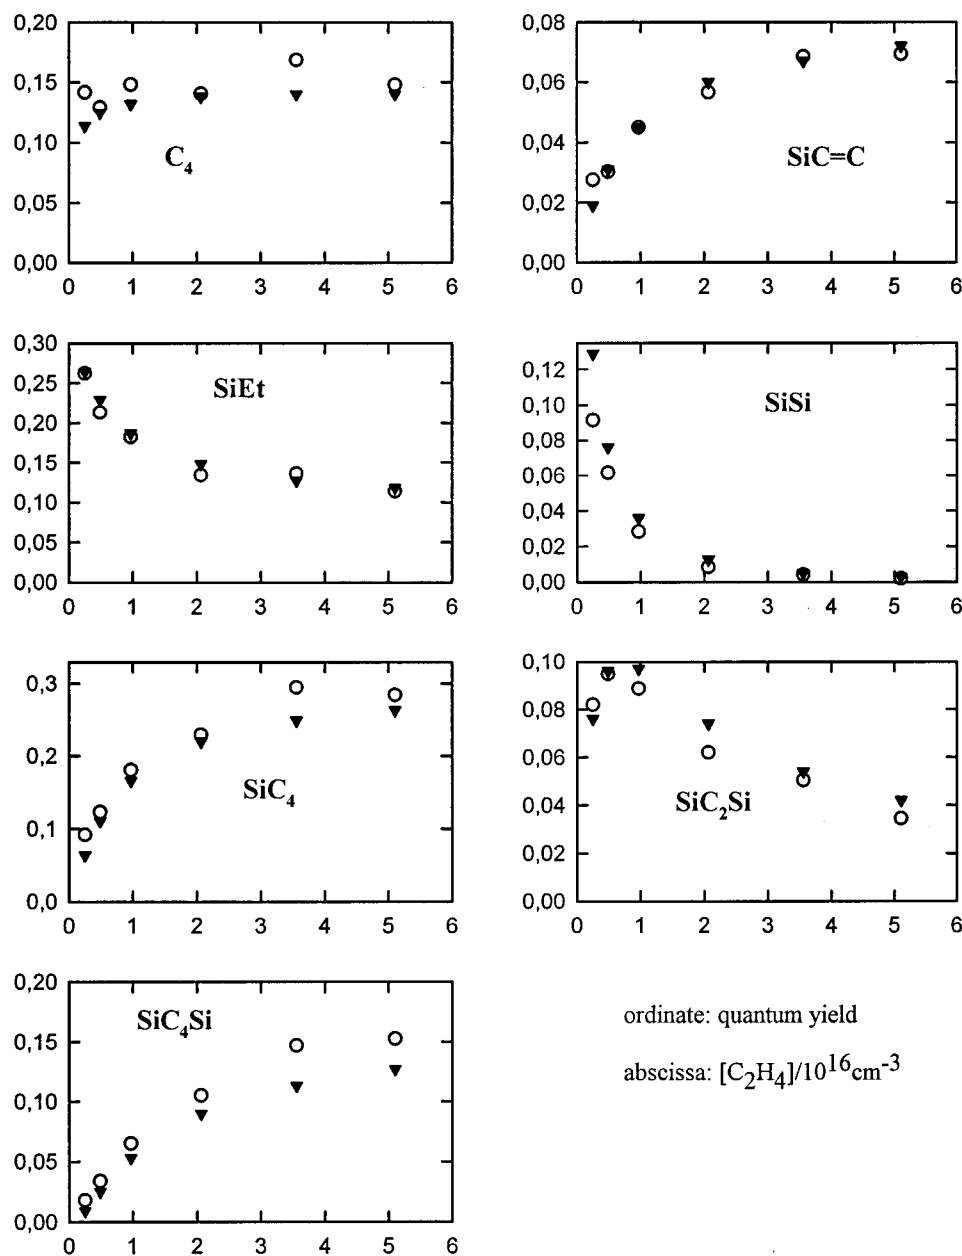 0,20
0,15
0,10
0,05
0,00
C4
0 1 2 3 4 5 6
0,08
0,06
0,04
0,02
0,00
SiC=C
0 1 2 3 4 5 6
0,30
0,25
0,20
0,15
0,10
0,05
0,00
SiEt
0 1 2 3 4 5 6
0,12
0,10
0,08
0,06
0,04
0,02
0,00
SiSi
0 1 2 3 4 5 6
0,3
0,2
0,1
0,0
SiC4
0 1 2 3 4 5 6
0,10
0,08
0,06
0,04
0,02
0,00
SiC2Si
0 1 2 3 4 5 6
0,20
0,15
0,10
0,05
0,00
SiC4Si
0 1 2 3 4 5 6
ordinate: quantum yield
abscissa: [C2H4]/10^16cm^-3